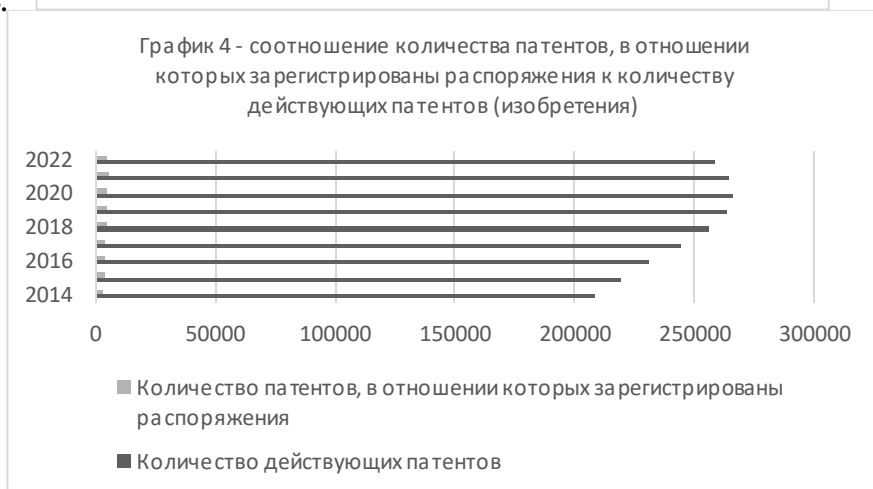 График 4 - соотношение количества патентов, в отношении
которых зарегистрированы распоряжения к количеству
действующих патентов (изобретения)
2022
2020
2018
2016
2014
0 50000 100000 150000 200000 250000 300000
Количество патентов, в отношении которых зарегистрированы
распоряжения
Количество действующих патентов